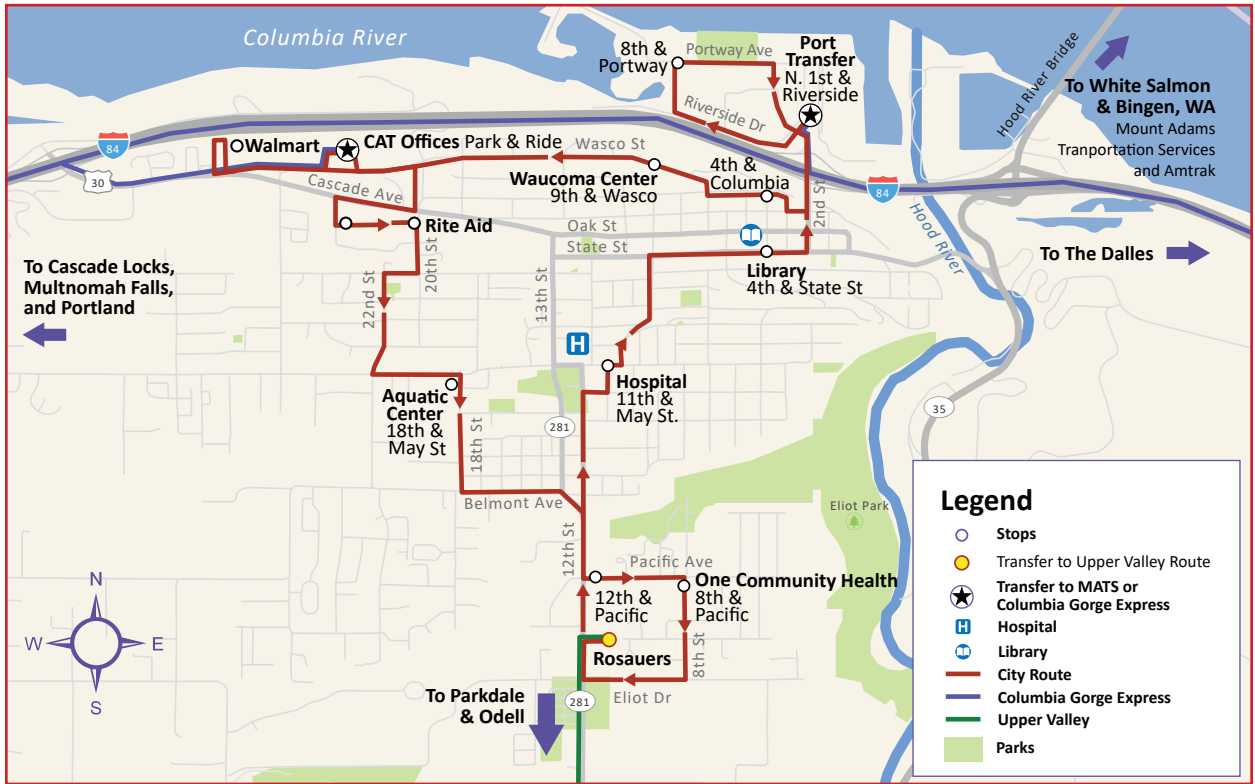 Columbia River
8th &
Portway
Portway Ave
Port
Transfer
N. 1st &
Riverside
Riverside Dr
Hood River Bridge
To White Salmon
& Bingen, WA
Mount Adams
Tranportation Services
and Amtrak
84
30
Walmart
CAT Offices Park & Ride
Wasco St
Waucoma Center
9th & Wasco
4th &
Columbia
2nd St
84
Hood River
Cascade Ave
Rite Aid
Oak St
State St
Library
4th & State St
To The Dalles
To Cascade Locks,
Multnomah Falls,
and Portland
22nd St
20th St
13th St
H
Hospital
11th &
May St.
Aquatic
Center
18th &
May St
18th St
281
35
Belmont Ave
Eliot Park
12th St
Pacific Ave
12th &
Pacific
One Community Health
8th &
Pacific
8th St
Rosauers
Eliot Dr
281
To Parkdale
& Odell
N
W
E
S
Legend
Stops
Transfer to Upper Valley Route
Transfer to MATS or
Columbia Gorge Express
H
Hospital
Library
City Route
Columbia Gorge Express
Upper Valley
Parks